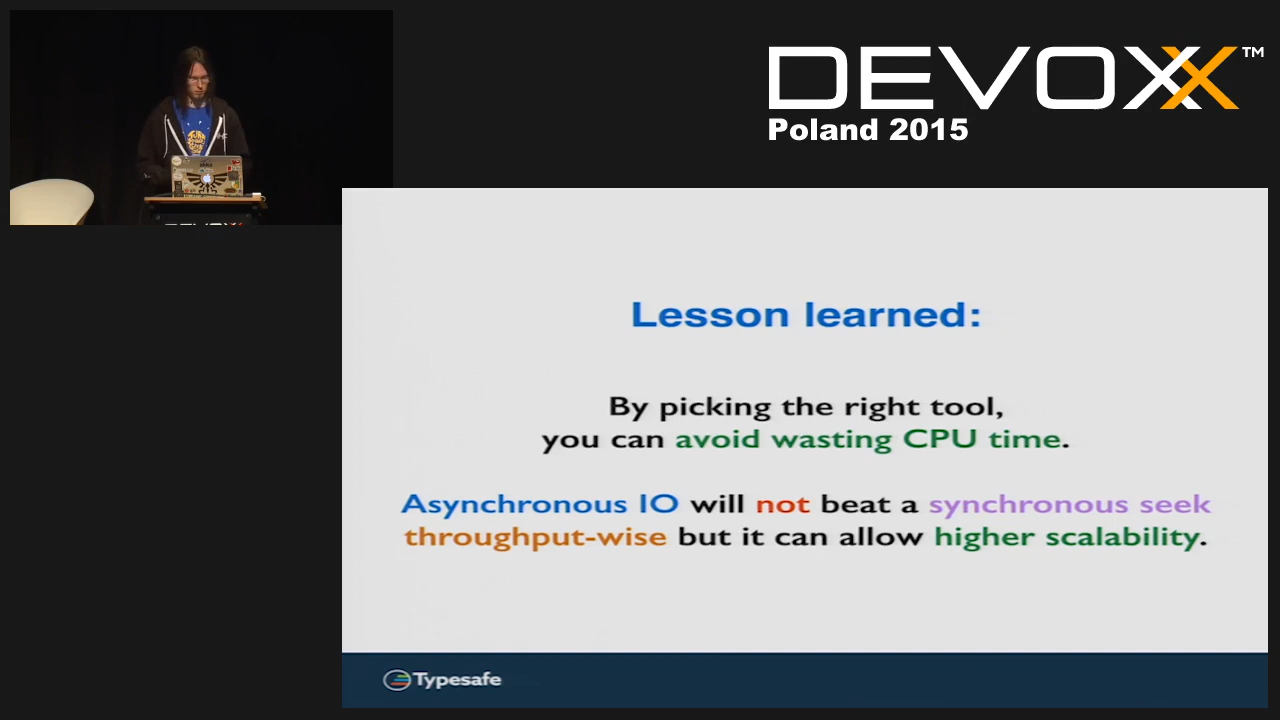 DEVOXX™
Poland 2015
Lesson learned:
By picking the right tool,
you can avoid wasting CPU time.
Asynchronous IO will not beat a synchronous seek
throughput-wise but it can allow higher scalability.
Typesafe